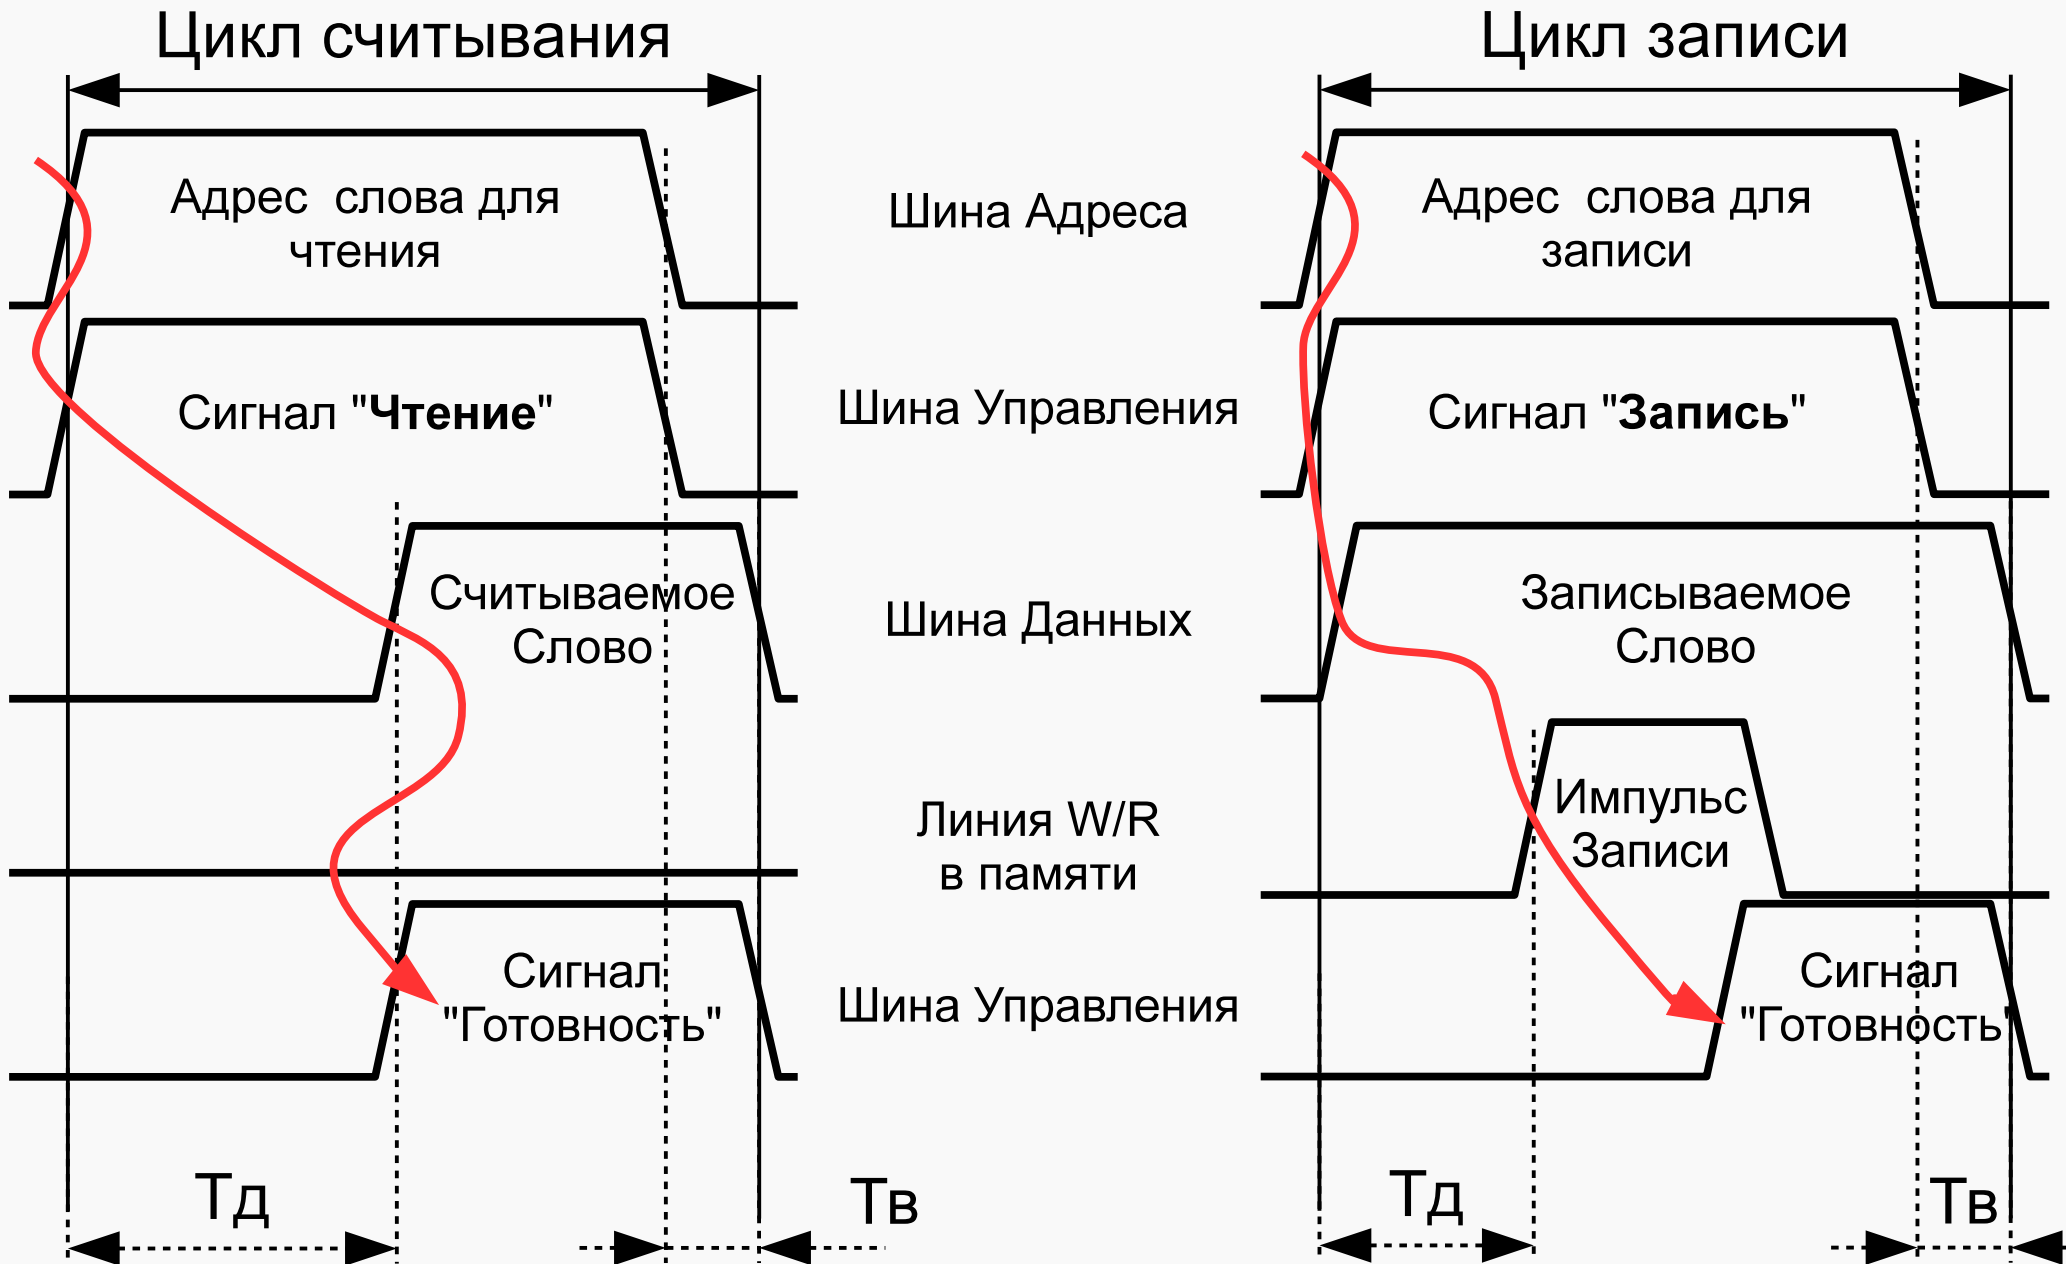 Цикл считывания
Цикл записи
Адрес слова для
чтения
Шина Адреса
Адрес слова для
записи
Сигнал "Чтение"
Шина Управления
Сигнал "Запись"
Считываемое
Слово
Шина Данных
Записываемое
Слово
Линия W/R
в памяти
Импульс
Записи
Сигнал
"Готовность"
Шина Управления
Сигнал
"Готовность"
Тд
Тв
Тд
Тв